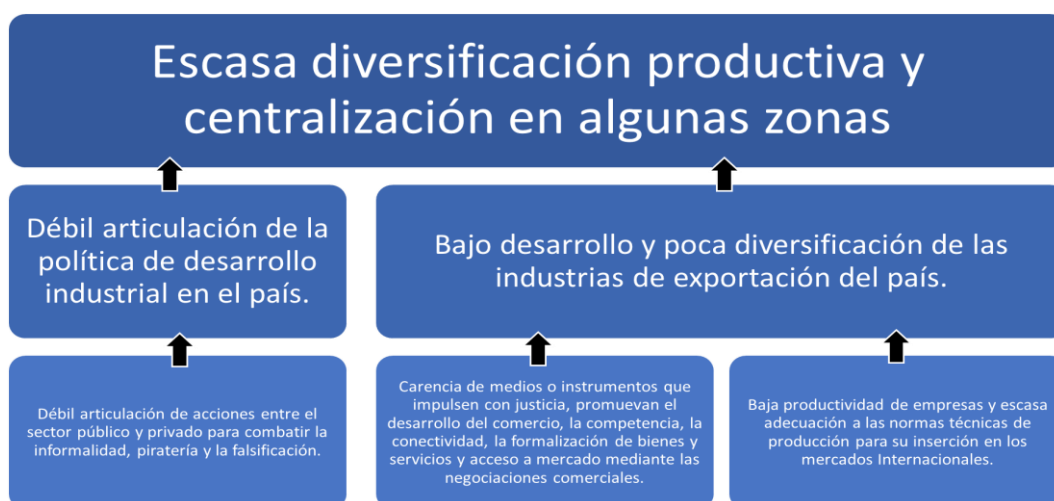 Escasa diversificación productiva y
centralización en algunas zonas
Débil articulación de la
política de desarrollo
industrial en el país.
Bajo desarrollo y poca diversificación de las
industrias de exportación del país.
Débil articulación de acciones entre el
sector público y privado para combatir la
informalidad, piratería y la falsificación.
Carencia de medios o instrumentos que
impulsen con justicia, promuevan el
desarrollo del comercio, la competencia, la
conectividad, la formalización de bienes y
servicios y acceso a mercado mediante las
negociaciones comerciales.
Baja productividad de empresas y escasa
adecuación a las normas técnicas de
producción para su inserción en los
mercados Internacionales.